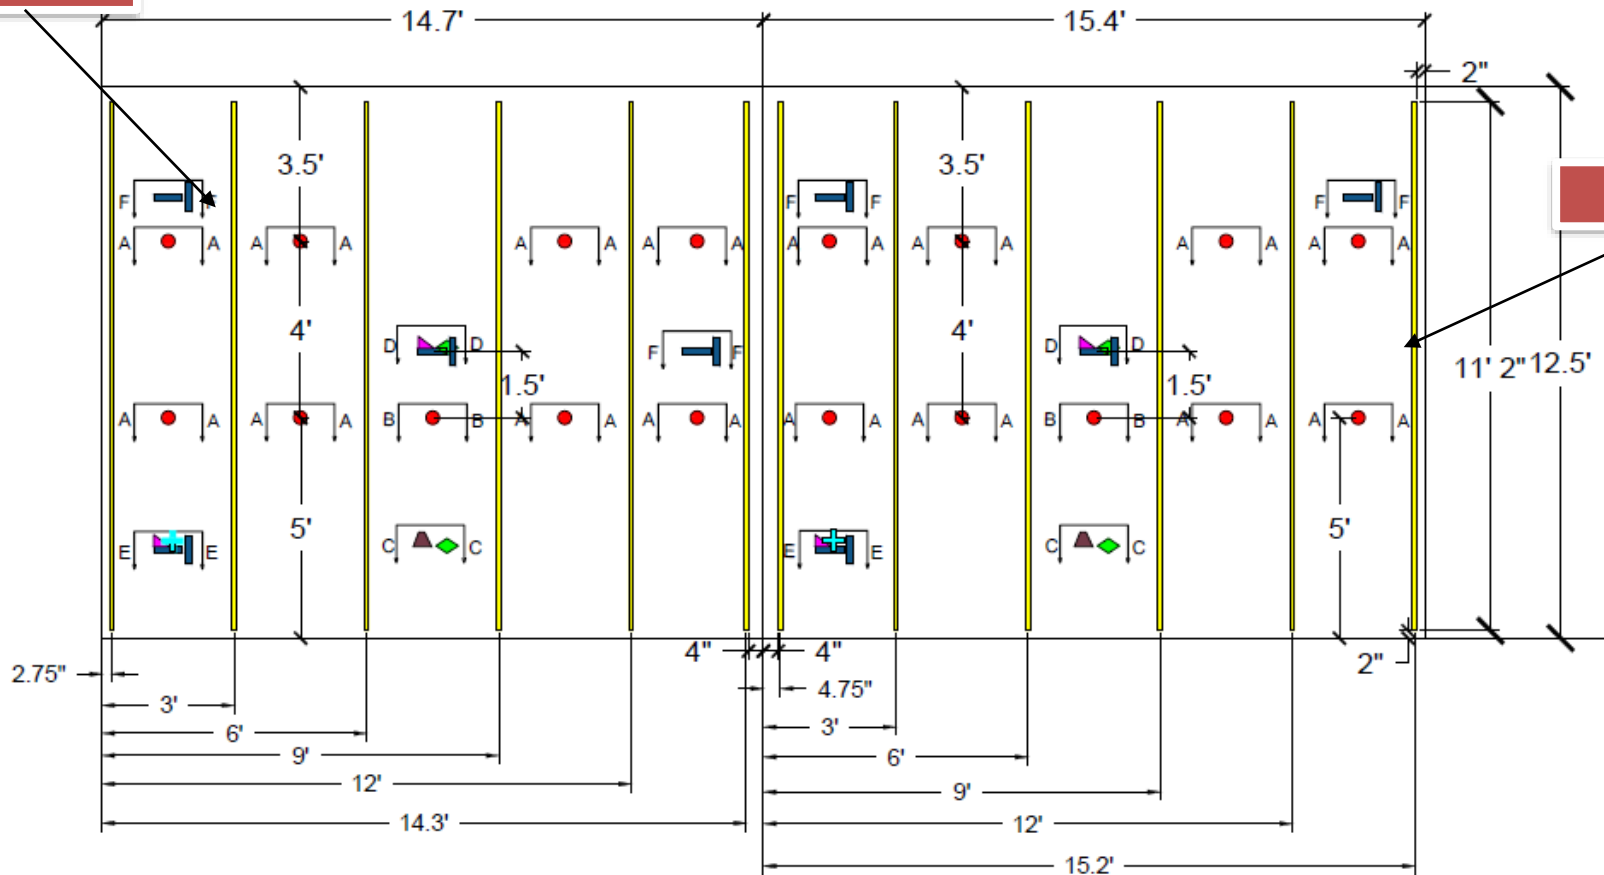 14.7' 15.4'
2"
3.5' 3.5'
F F F F F F
A A A A A A A A A A A A A A A A
4' 4'
D D D D
F F
11' 2" 12.5'
1.5' 1.5'
A A A A B B A A A A A A A A B B A A A A
5' 5' 5'
E E C C E E C C
4" 4"
2"
2.75" 4.75"
3' 3'
6' 6'
9' 9'
12' 12'
14.3'
15.2'